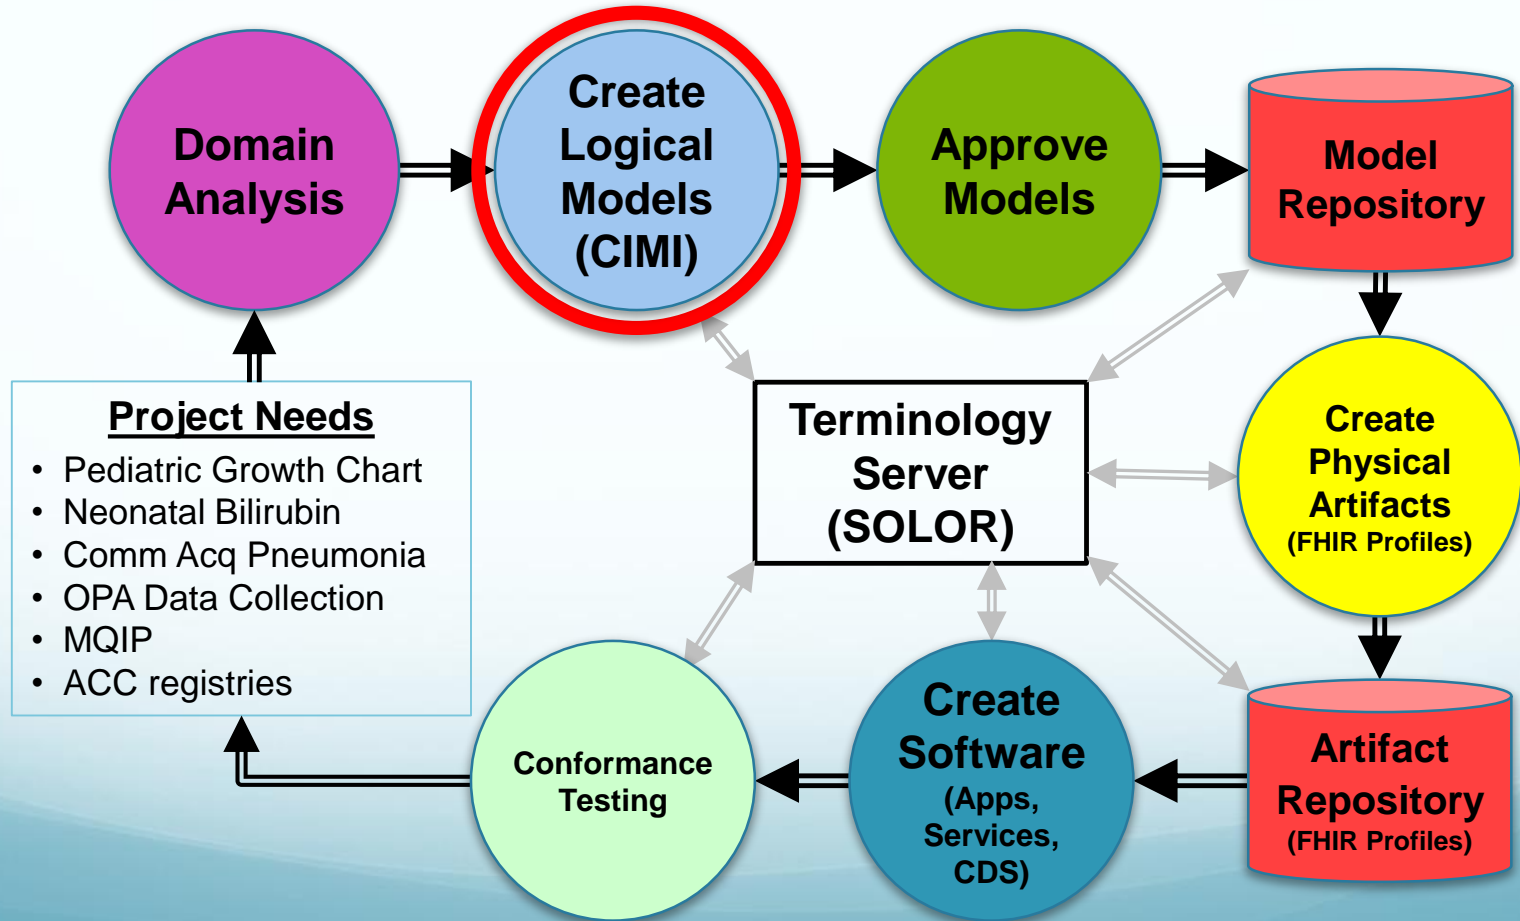 Domain
Analysis
Create
Logical
Models
(CIMI)
Approve
Models
Model
Repository
Project Needs
• Pediatric Growth Chart
• Neonatal Bilirubin
• Comm Acq Pneumonia
• OPA Data Collection
• MQIP
• ACC registries
Terminology
Server
(SOLOR)
Create
Physical
Artifacts
(FHIR Profiles)
Conformance
Testing
Create
Software
(Apps,
Services,
CDS)
Artifact
Repository
(FHIR Profiles)